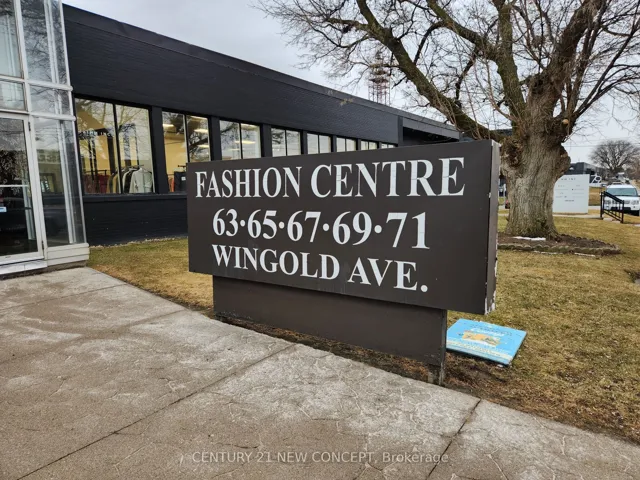 FASHION CENTRE
63•65•67•69•71
WINGOLD AVE.
CENTURY 21 NEW CONCEPT, Brokerage